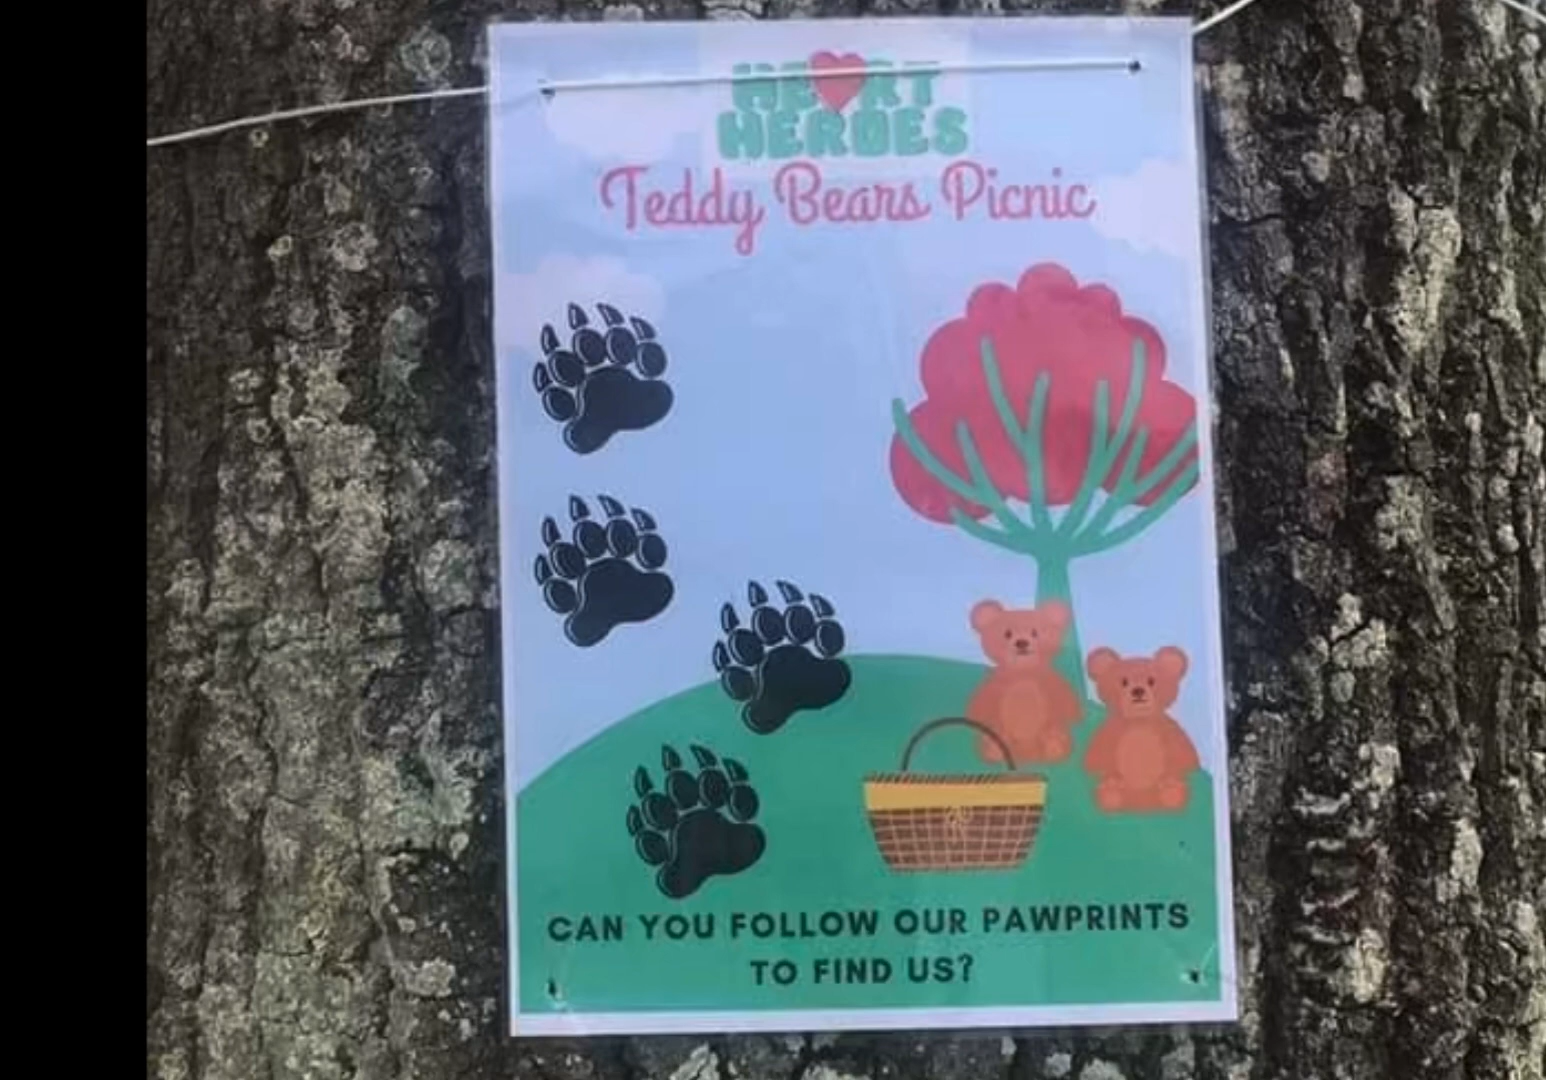 HEART
HEROES
Teddy Bears Picnic
CAN YOU FOLLOW OUR PAWPRINTS
TO FIND US?